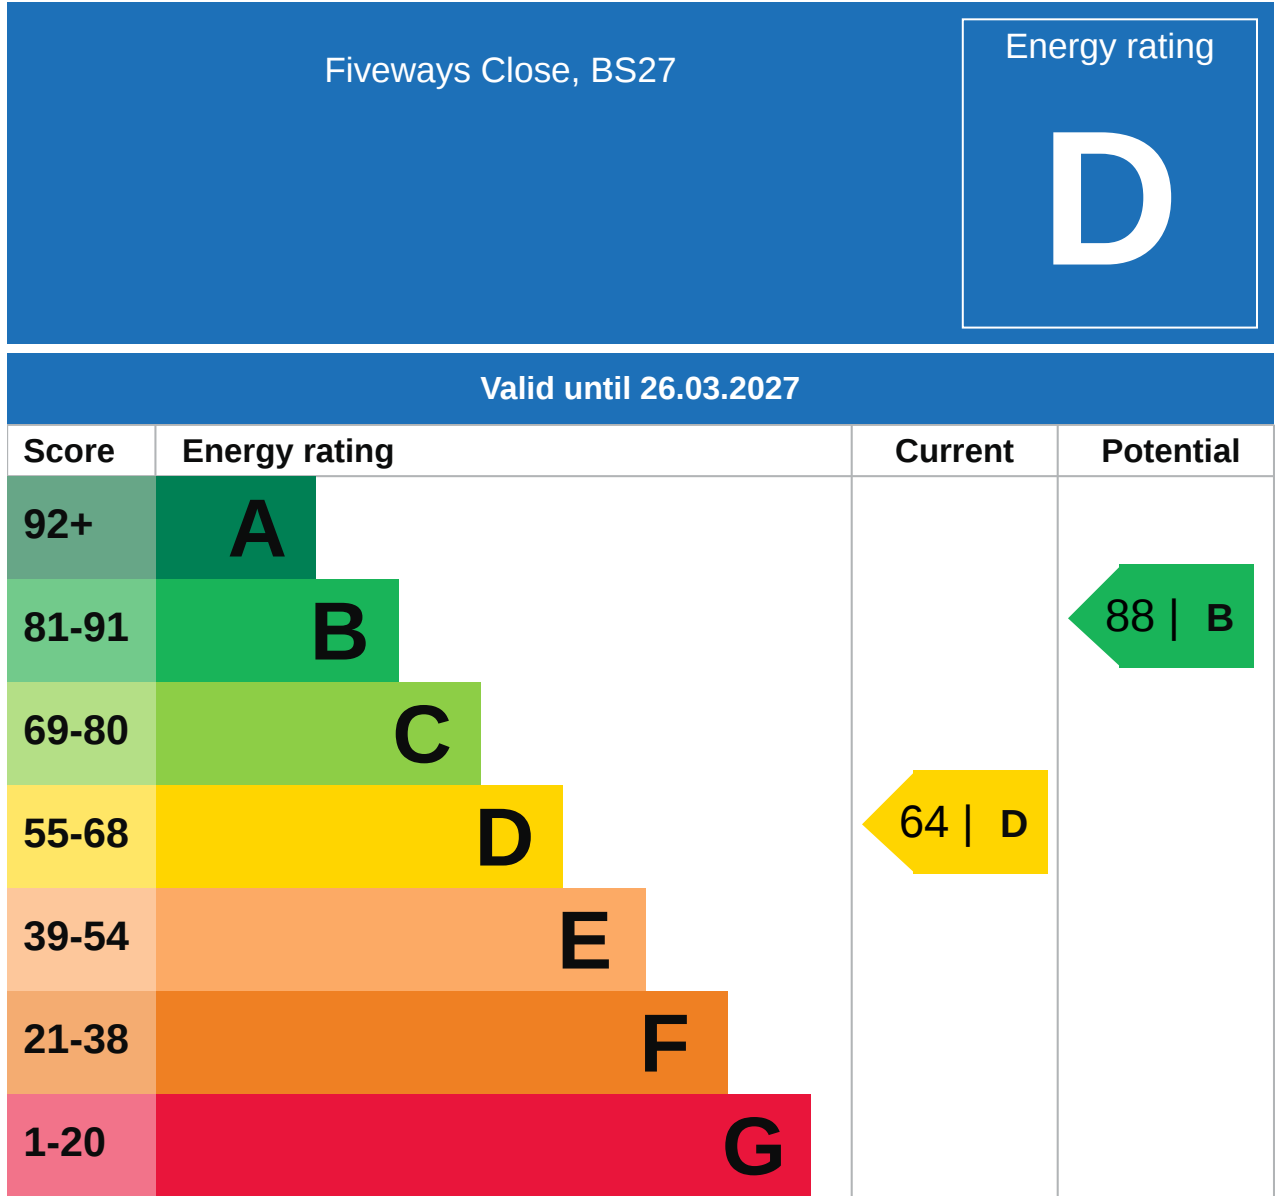 Fiveways Close, BS27
Energy rating
D
Valid until 26.03.2027
Score Energy rating Current Potential
92+ A
81-91 B 88 | B
69-80 C
55-68 D 64 | D
39-54 E
21-38 F
1-20 G